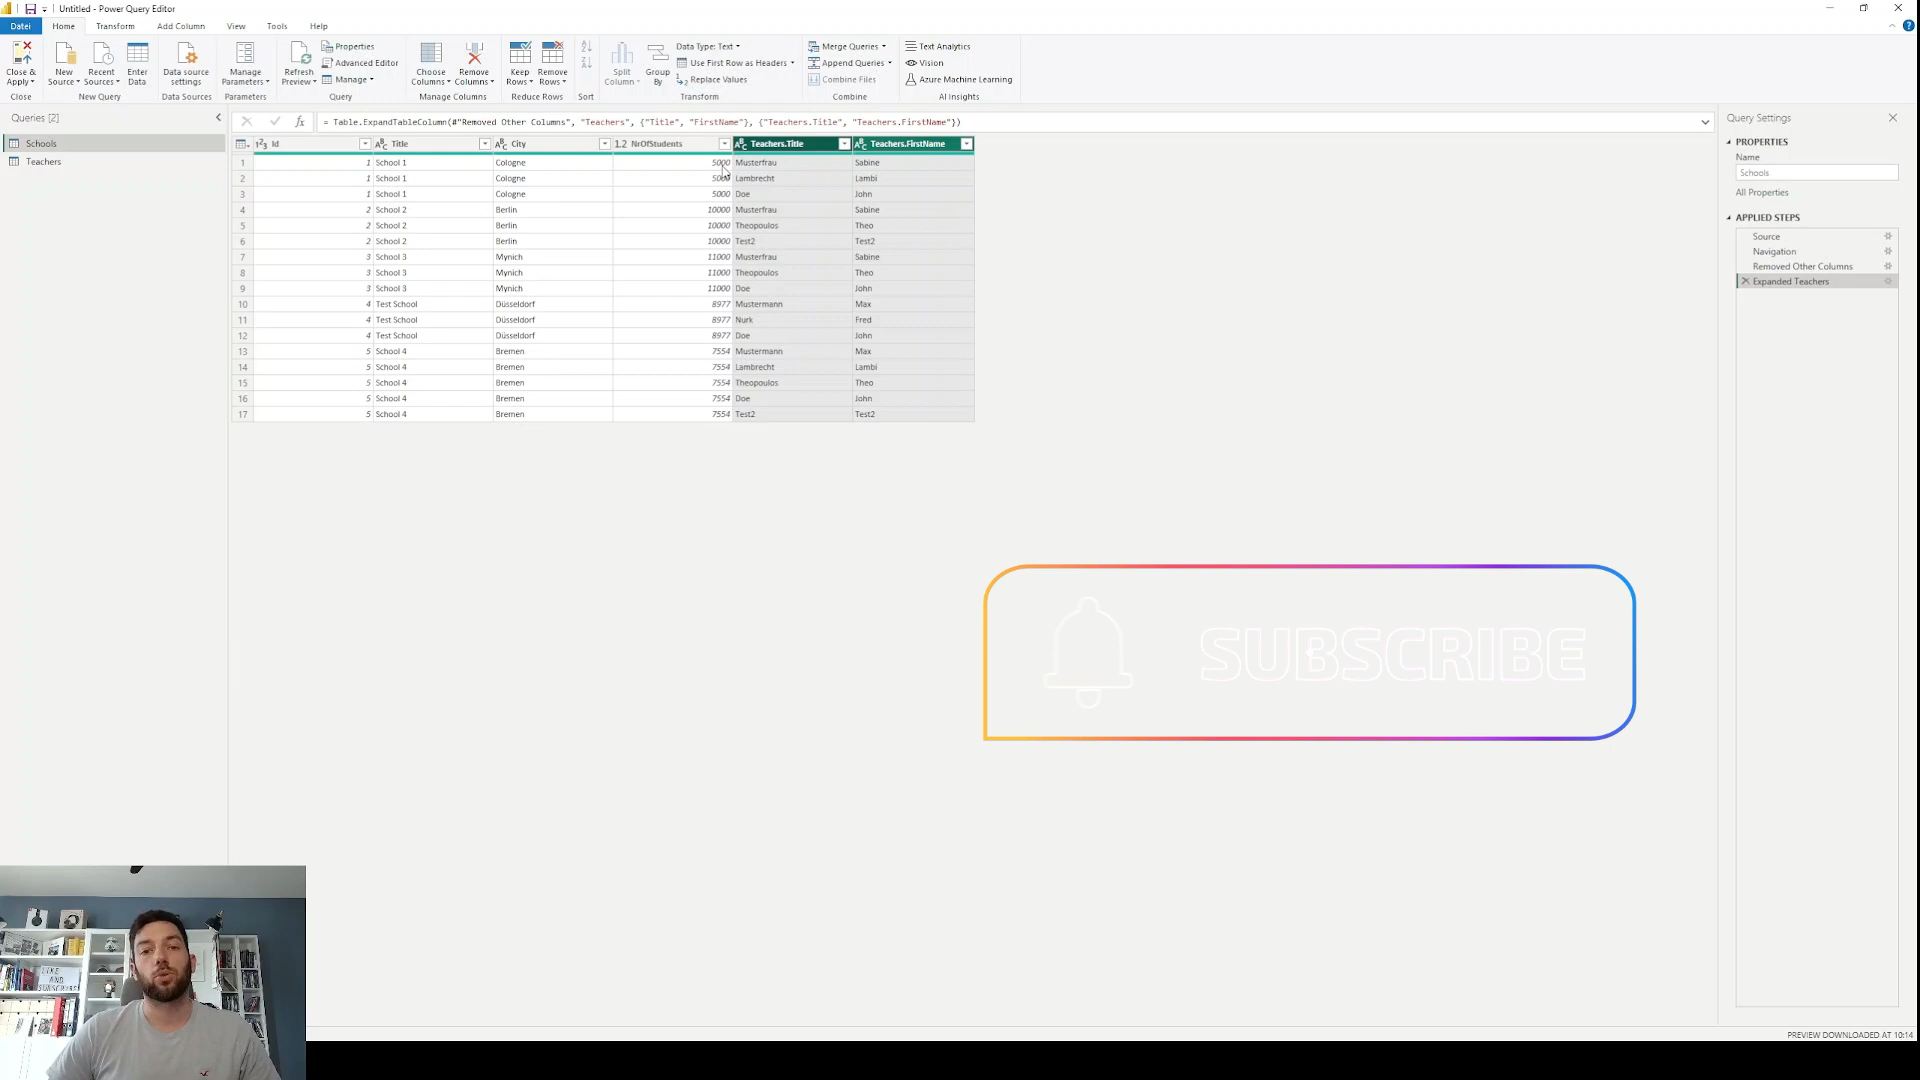 Untitled - Power Query Editor
Datei Home Transform Add Column View Tools Help
Close & Apply
New Source
Recent Sources
Enter Data
Data source settings
Manage Parameters
Refresh Preview
Properties
Advanced Editor
Manage
Choose Columns
Remove Columns
Keep Rows
Remove Rows
Split Column
Group By
Data Type: Text
Use First Row as Headers
Replace Values
Merge Queries
Append Queries
Combine Files
Text Analytics
Vision
Azure Machine Learning
Close New Query Data Sources Parameters Query Manage Columns Reduce Rows Sort Transform Combine AI Insights
Queries [2]
Schools
Teachers
= Table.ExpandTableColumn(#"Removed Other Columns", "Teachers", {"Title", "FirstName"}, {"Teachers.Title", "Teachers.FirstName"})
Id Title City 1.2 NrOfStudents Teachers.Title Teachers.FirstName
1 1 School 1 Cologne 5000 Musterfrau Sabine
2 1 School 1 Cologne 5000 Lambrecht Lambi
3 1 School 1 Cologne 5000 Doe John
4 2 School 2 Berlin 10000 Musterfrau Sabine
5 2 School 2 Berlin 10000 Theopoulos Theo
6 2 School 2 Berlin 10000 Test2 Test2
7 3 School 3 Mynich 11000 Musterfrau Sabine
8 3 School 3 Mynich 11000 Theopoulos Theo
9 3 School 3 Mynich 11000 Doe John
10 4 Test School Düsseldorf 8977 Mustermann Max
11 4 Test School Düsseldorf 8977 Nurk Fred
12 4 Test School Düsseldorf 8977 Doe John
13 5 School 4 Bremen 7554 Mustermann Max
14 5 School 4 Bremen 7554 Lambrecht Lambi
15 5 School 4 Bremen 7554 Theopoulos Theo
16 5 School 4 Bremen 7554 Doe John
17 5 School 4 Bremen 7554 Test2 Test2
Query Settings
PROPERTIES
Name
Schools
All Properties
APPLIED STEPS
Source
Navigation
Removed Other Columns
Expanded Teachers
SUBSCRIBE
LIKE
AND
SUBSCRIBE
PREVIEW DOWNLOADED AT 10:14